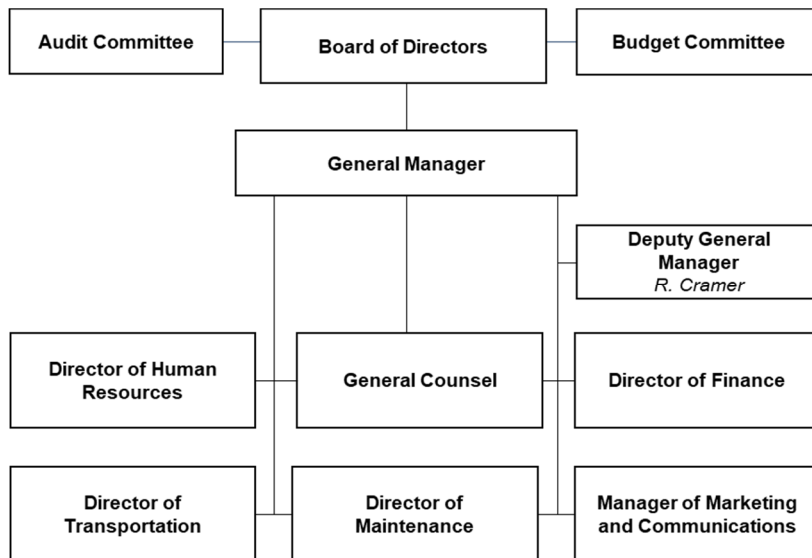 Audit Committee
Board of Directors
Budget Committee
General Manager
Deputy General
Manager
R. Cramer
Director of Human
Resources
General Counsel
Director of Finance
Director of
Transportation
Director of
Maintenance
Manager of Marketing
and Communications